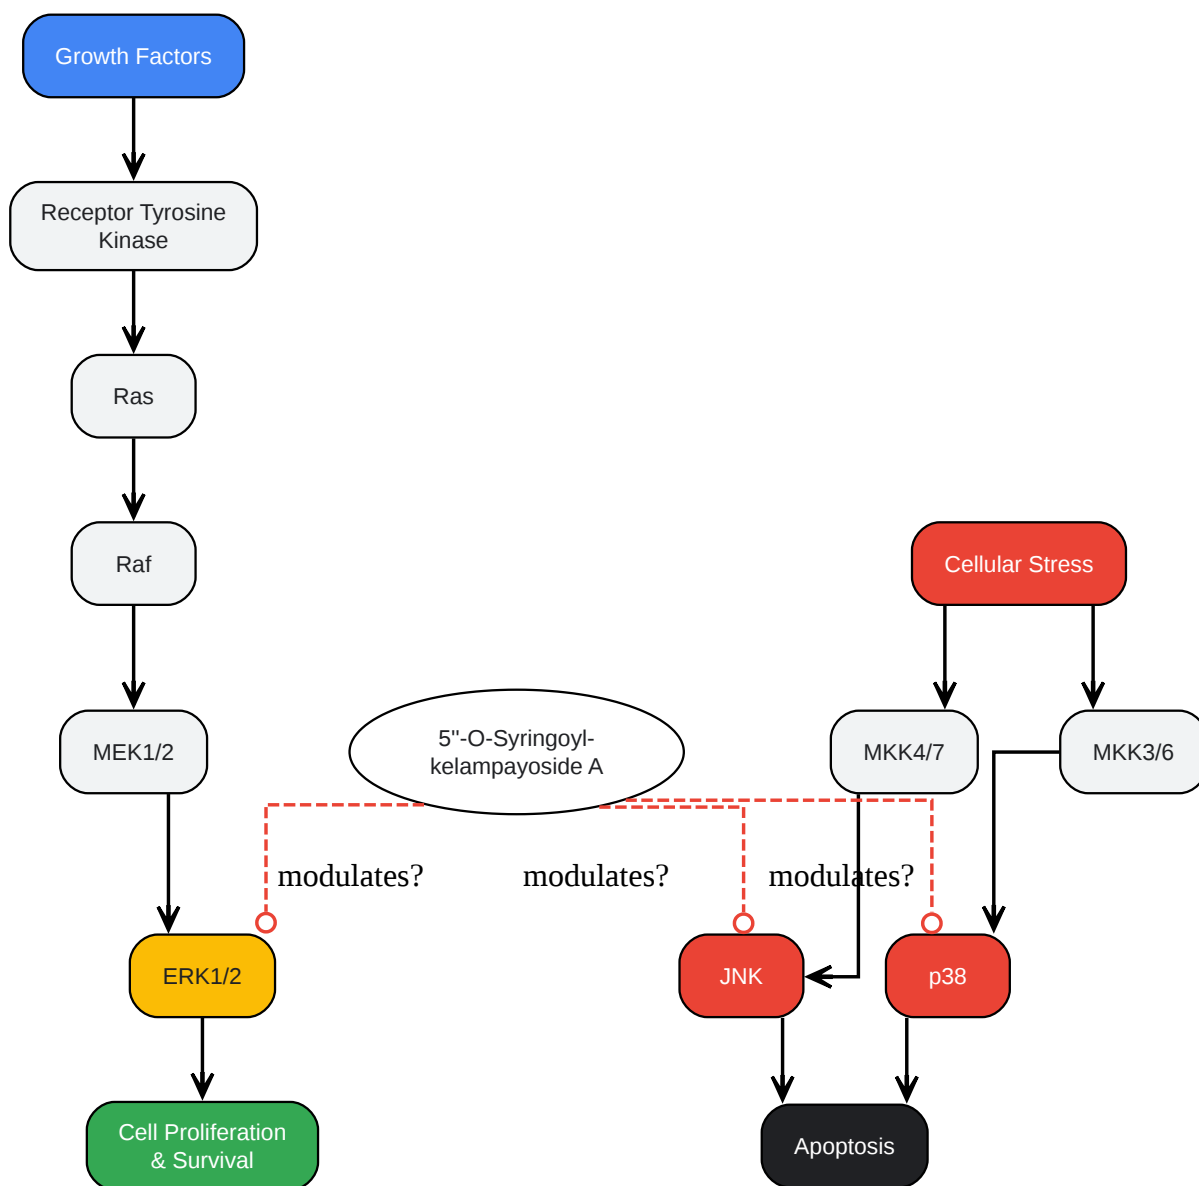 Growth Factors
Receptor Tyrosine
Kinase
Ras
Raf
Cellular Stress
MEK1/2
5"-O-Syringoyl-
kelampayoside A
MKK4/7
MKK3/6
modulates?
modulates?
modulates?
ERK1/2
JNK
p38
Cell Proliferation
& Survival
Apoptosis